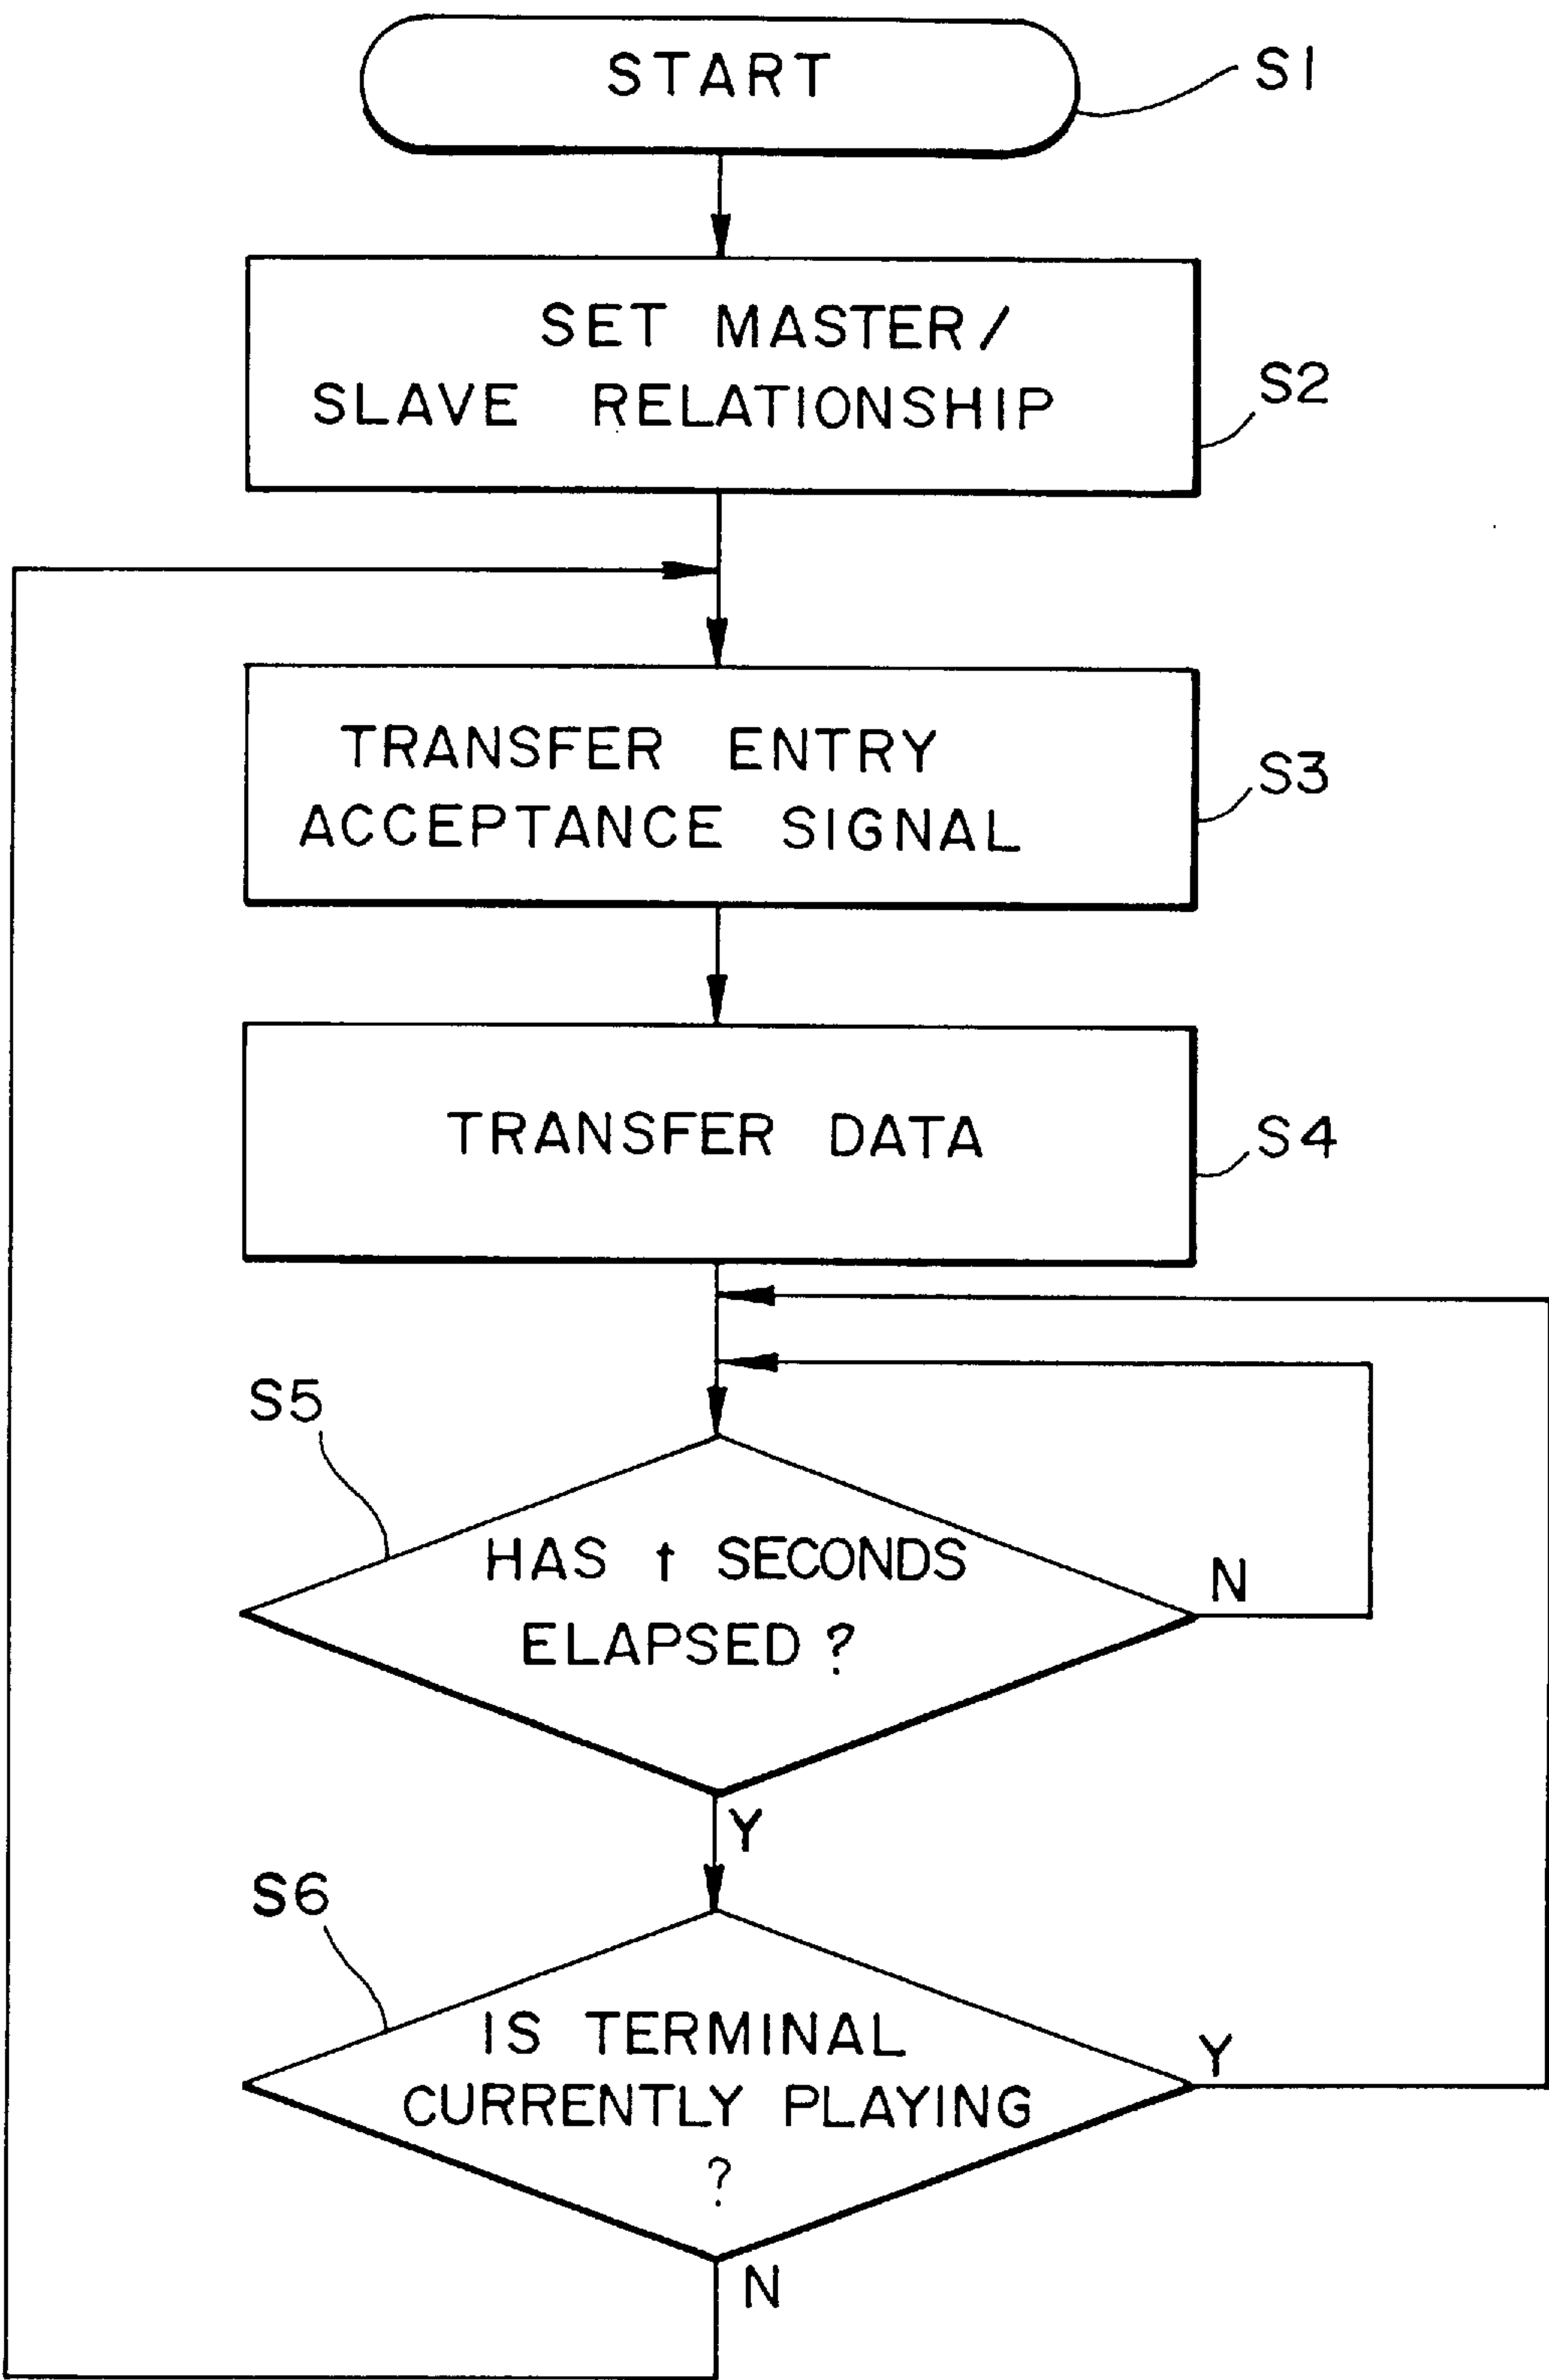 START
S1
SET MASTER/
SLAVE RELATIONSHIP
S2
TRANSFER ENTRY
ACCEPTANCE SIGNAL
S3
TRANSFER DATA
S4
S5
HAS t SECONDS
ELAPSED ?
N
Y
S6
IS TERMINAL
CURRENTLY PLAYING
?
Y
N